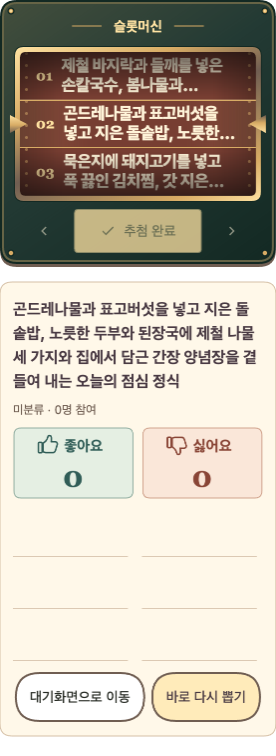 슬롯머신
01 제철 바지락과 들깨를 넣은
손칼국수, 봄나물과...
02 곤드레나물과 표고버섯을
넣고 지은 돌솥밥, 노릇한...
03 묵은지에 돼지고기를 넣고
푹 끓인 김치찜, 갓 지은...
추첨 완료
곤드레나물과 표고버섯을 넣고 지은 돌
솥밥, 노릇한 두부와 된장국에 제철 나물
세 가지와 집에서 담근 간장 양념장을 곁
들여 내는 오늘의 점심 정식
미분류 · 0명 참여
좋아요
0
싫어요
0
대기화면으로 이동
바로 다시 뽑기